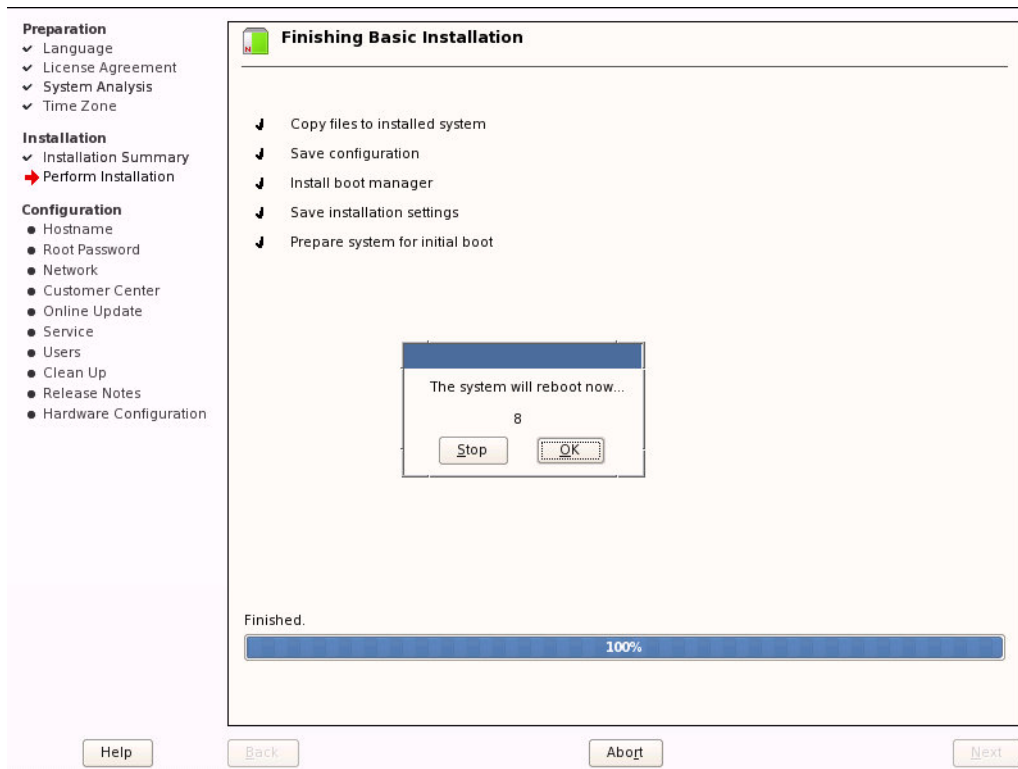 Preparation
Language
License Agreement
System Analysis
Time Zone
Installation
Installation Summary
Perform Installation
Configuration
Hostname
Root Password
Network
Customer Center
Online Update
Service
Users
Clean Up
Release Notes
Hardware Configuration
N
Finishing Basic Installation
Copy files to installed system
Save configuration
Install boot manager
Save installation settings
Prepare system for initial boot
The system will reboot now...
8
Stop
OK
Finished.
100%
Help
Back
Abort
Next